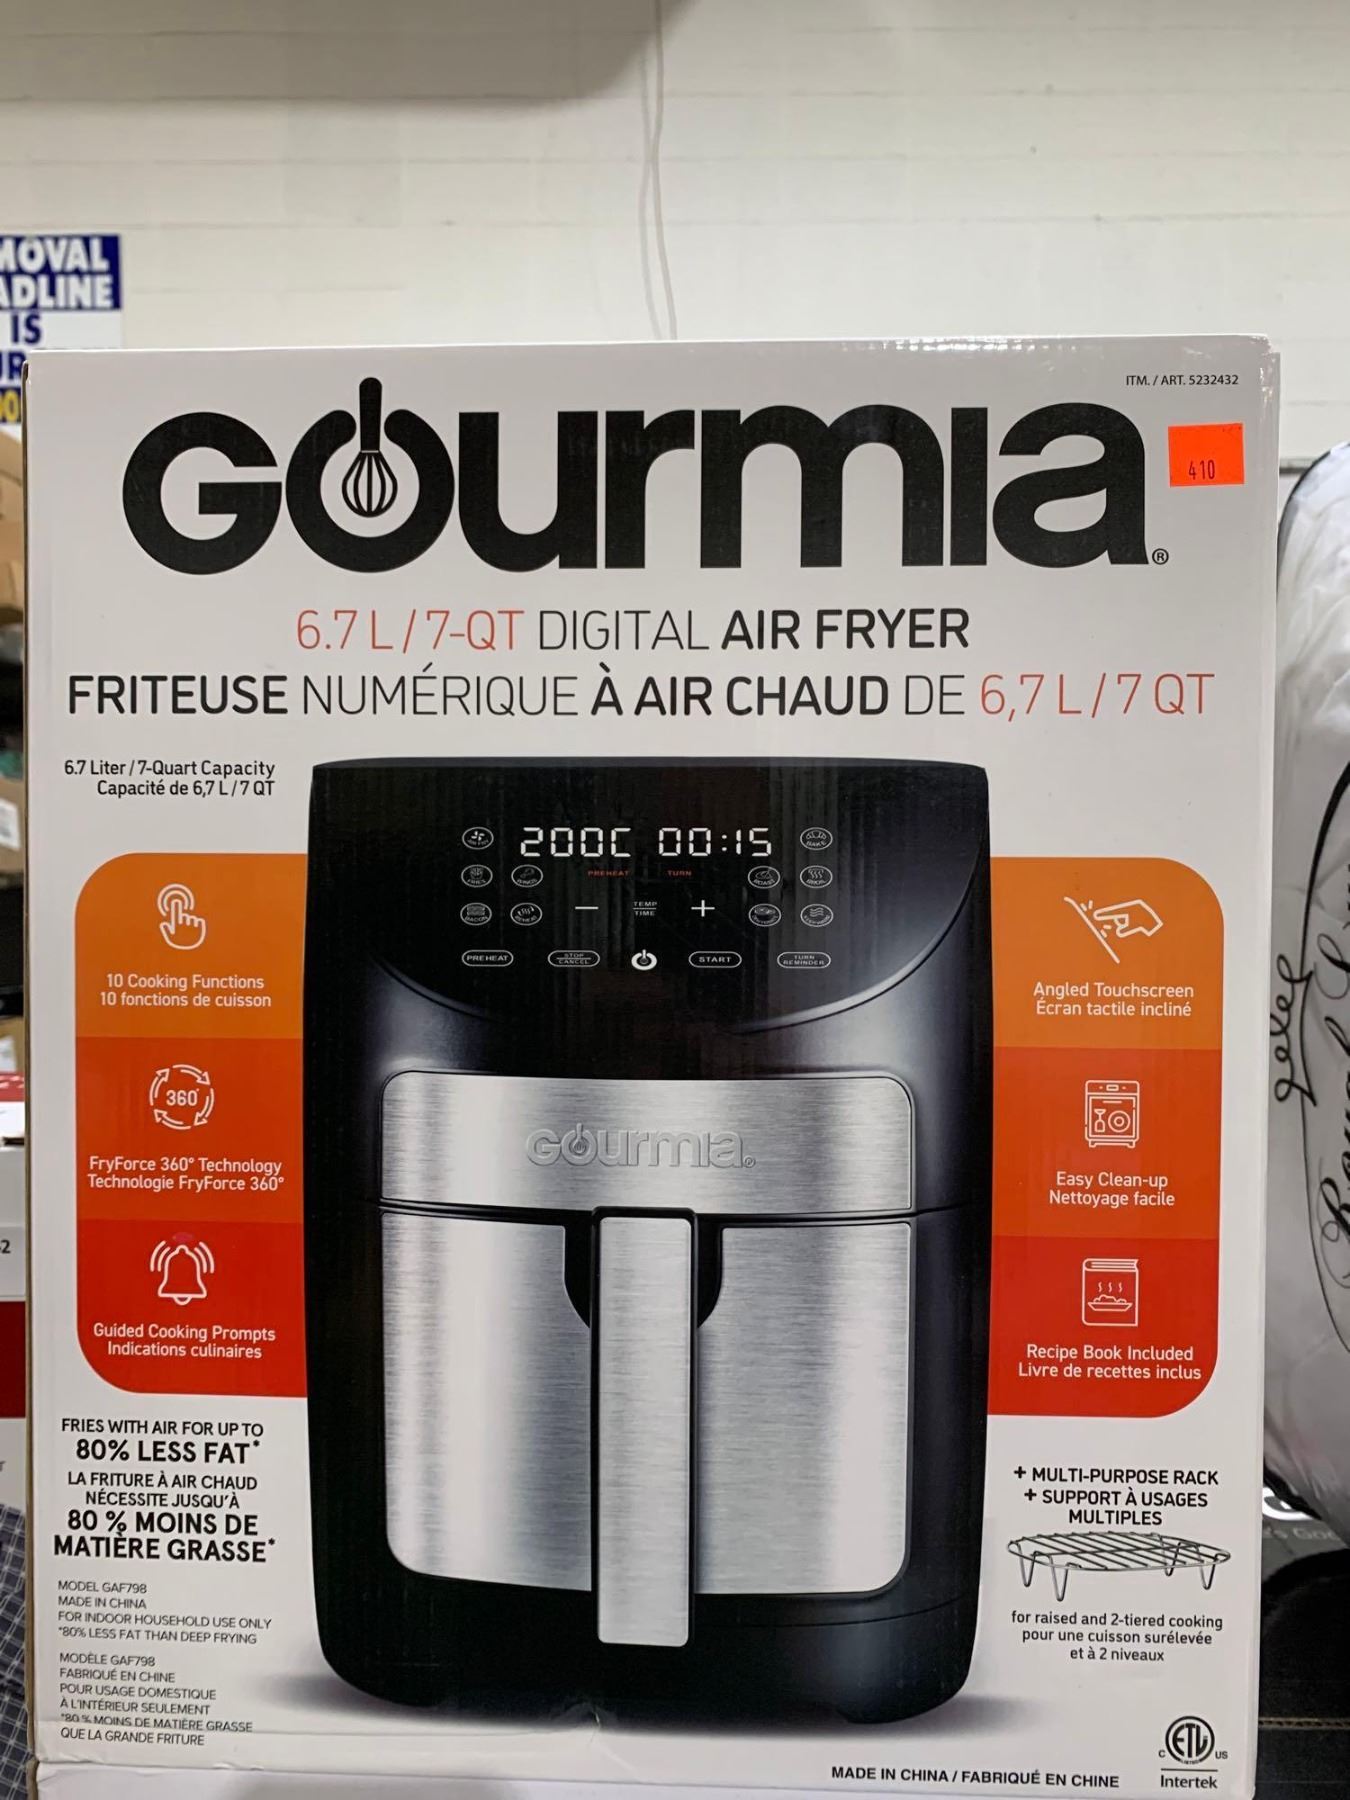 MOVAL
ADLINE
IS
ITM. / ART. 5232432
Gourmia®
410
6.7 L / 7-QT DIGITAL AIR FRYER
FRITEUSE NUMÉRIQUE À AIR CHAUD DE 6,7 L / 7 QT
6.7 Liter / 7-Quart Capacity
Capacité de 6,7 L / 7 QT
200C 00:15
PREHEAT TURN
TEMP
TIME
PREHEAT
STOP
CANCEL
START
TURN
REMINDER
BAKE
BACON
ROAST
10 Cooking Functions
10 fonctions de cuisson
360°
FryForce 360° Technology
Technologie FryForce 360°
Guided Cooking Prompts
Indications culinaires
Gourmia®
Angled Touchscreen
Écran tactile incliné
Easy Clean-up
Nettoyage facile
Recipe Book Included
Livre de recettes inclus
FRIES WITH AIR FOR UP TO
80% LESS FAT*
LA FRITURE À AIR CHAUD
NÉCESSITE JUSQU'À
80 % MOINS DE
MATIÈRE GRASSE*
MODEL GAF798
MADE IN CHINA
FOR INDOOR HOUSEHOLD USE ONLY
*80% LESS FAT THAN DEEP FRYING
MODÈLE GAF798
FABRIQUÉ EN CHINE
POUR USAGE DOMESTIQUE
À L'INTÉRIEUR SEULEMENT
*80 % MOINS DE MATIÈRE GRASSE
QUE LA GRANDE FRITURE
+ MULTI-PURPOSE RACK
+ SUPPORT À USAGES
MULTIPLES
for raised and 2-tiered cooking
pour une cuisson surélevée
et à 2 niveaux
MADE IN CHINA / FABRIQUÉ EN CHINE
C ETL US
LISTED
Intertek